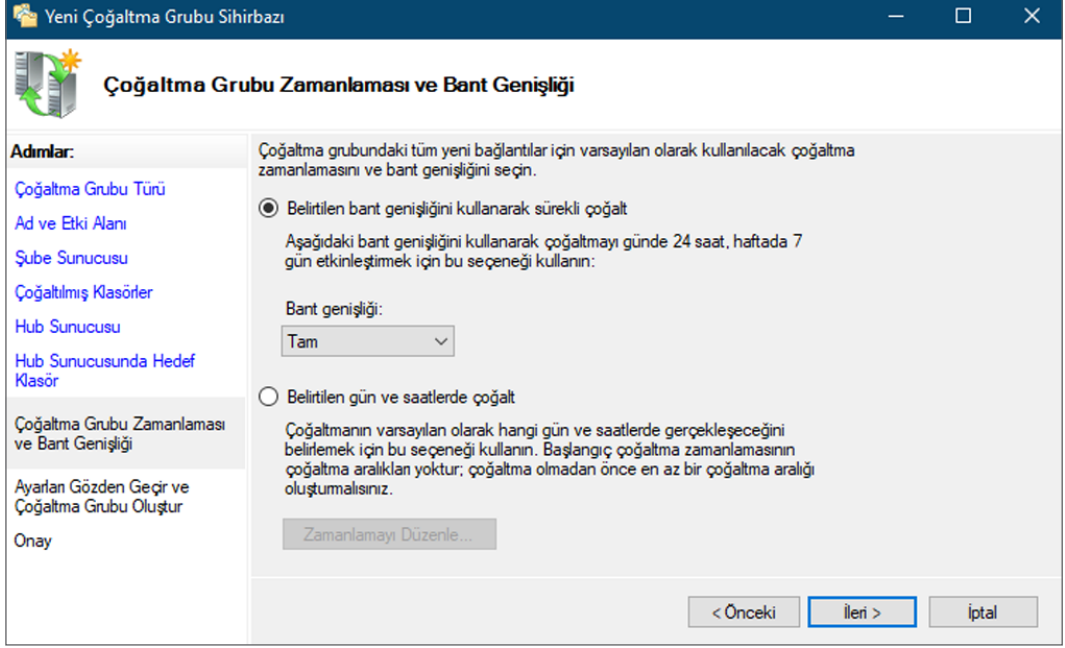 Yeni Çoğaltma Grubu Sihirbazı
Çoğaltma Grubu Zamanlaması ve Bant Genişliği
Adımlar:
Çoğaltma Grubu Türü
Ad ve Etki Alanı
Şube Sunucusu
Çoğaltılmış Klasörler
Hub Sunucusu
Hub Sunucusunda Hedef
Klasör
Çoğaltma Grubu Zamanlaması
ve Bant Genişliği
Ayarları Gözden Geçir ve
Çoğaltma Grubu Oluştur
Onay
Çoğaltma grubundaki tüm yeni bağlantılar için varsayılan olarak kullanılacak çoğaltma
zamanlamasını ve bant genişliğini seçin.
Belirtilen bant genişliğini kullanarak sürekli çoğalt
Aşağıdaki bant genişliğini kullanarak çoğaltmayı günde 24 saat, haftada 7
gün etkinleştirmek için bu seçeneği kullanın:
Bant genişliği:
Tam
Belirtilen gün ve saatlerde çoğalt
Çoğaltmanın varsayılan olarak hangi gün ve saatlerde gerçekleşeceğini
belirlemek için bu seçeneği kullanın. Başlangıç çoğaltma zamanlamasının
çoğaltma aralıkları yoktur; çoğaltma olmadan önce en az bir çoğaltma aralığı
oluşturmalısınız.
Zamanlamayı Düzenle...
< Önceki
İleri >
İptal